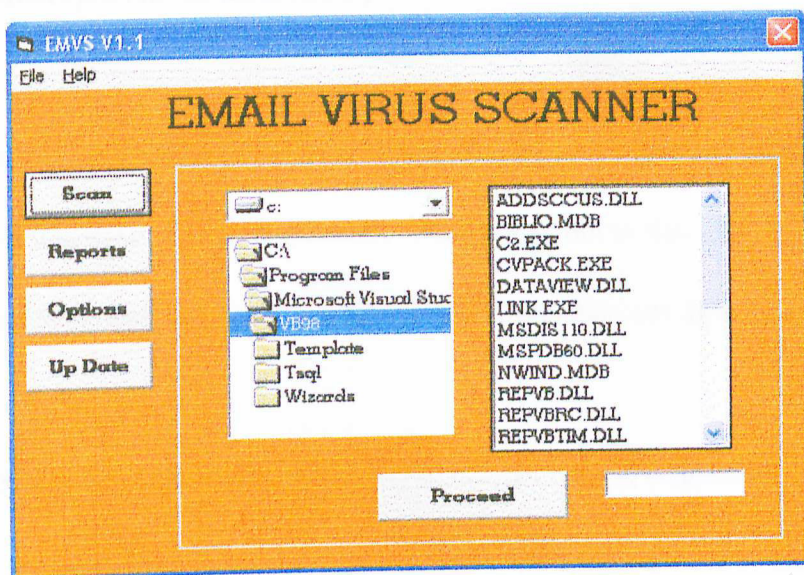 EMVS V1.1
File Help
EMAIL VIRUS SCANNER
Scan
Reports
Options
Up Date
c:
C:\
Program Files
Microsoft Visual Stuc
VB98
Template
Tsql
Wizards
ADDSCCUS.DLL
BIBLIO.MDB
C2.EXE
CVPACK.EXE
DATAVIEW.DLL
LINK.EXE
MSDIS110.DLL
MSPDB60.DLL
NWIND.MDB
REPVB.DLL
REPVBRC.DLL
REPVBTIM.DLL
Proceed